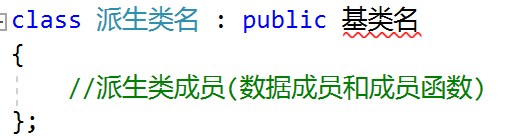 class 派生类名 : public 基类名
{
//派生类成员(数据成员和成员函数)
};